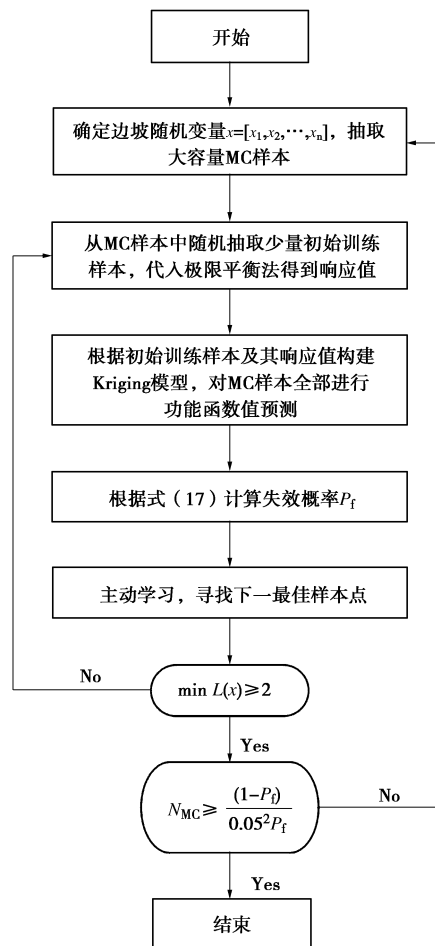 开始
确定边坡随机变量x=[x₁,x₂,⋯,xₙ]，抽取
大容量MC样本
从MC样本中随机抽取少量初始训练
样本，代入极限平衡法得到响应值
根据初始训练样本及其响应值构建
Kriging模型，对MC样本全部进行
功能函数值预测
根据式（17）计算失效概率P_f
主动学习，寻找下一最佳样本点
No
min L(x)≥2
Yes
N_MC ≥ (1−P_f) / 0.05²P_f
No
Yes
结束